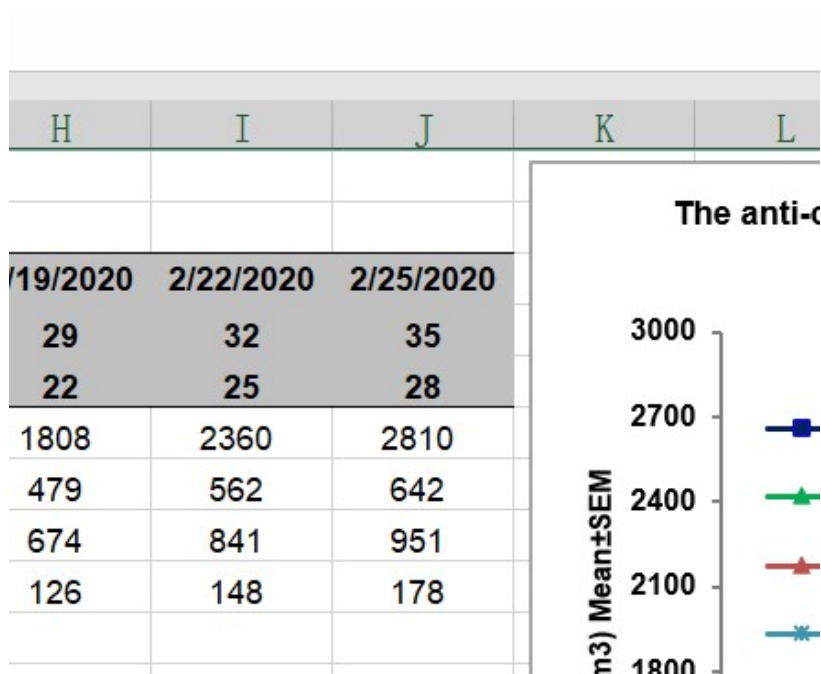 H I J K L
The anti-
/19/2020 2/22/2020 2/25/2020
29 32 35
3000
22 25 28
2700
1808 2360 2810
479 562 642
2400
674 841 951
126 148 178
2100
m3) Mean±SEM
1800